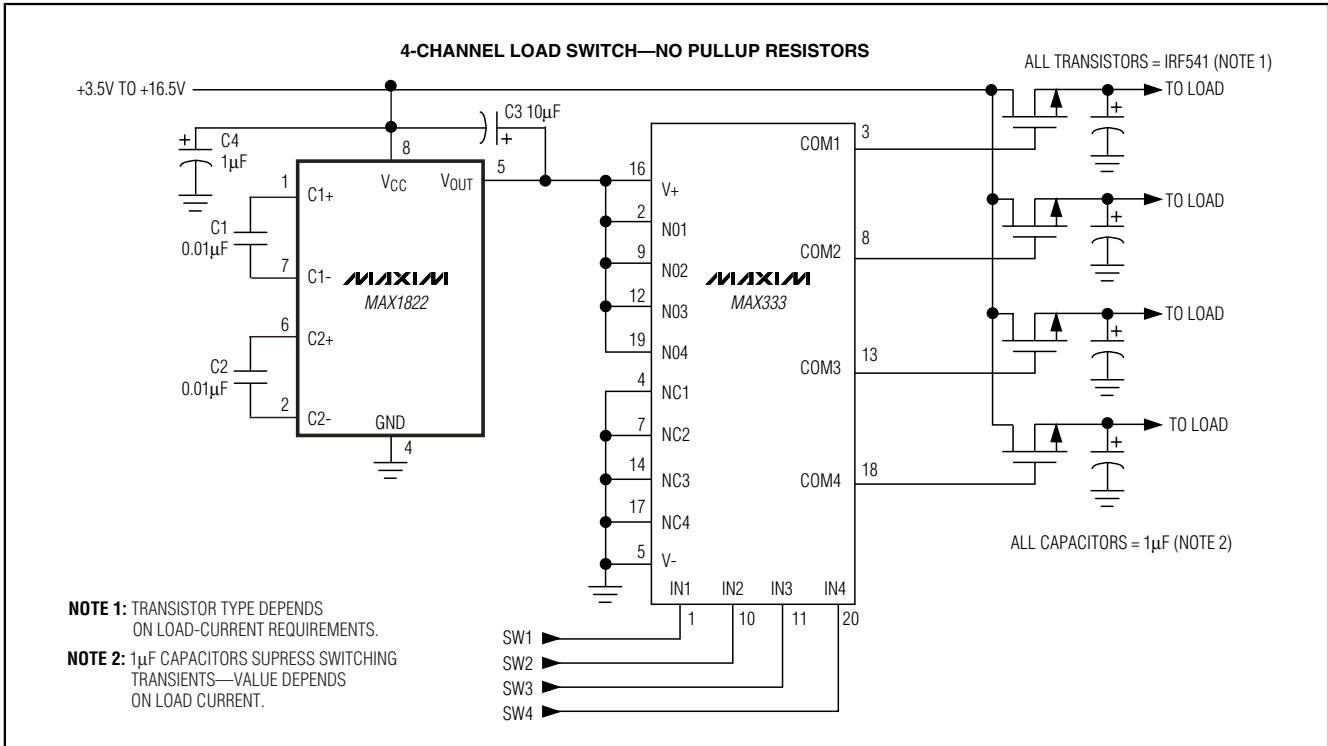 4-CHANNEL LOAD SWITCH—NO PULLUP RESISTORS
ALL TRANSISTORS = IRF541 (NOTE 1)
+3.5V TO +16.5V
TO LOAD
C3 10µF
+
+
C4
1µF
8
VCC
VOUT
5
1
C1+
C1
0.01µF
7
C1-
MAXIM
MAX1822
6
C2+
C2
0.01µF
2
C2-
GND
4
16
V+
2
N01
9
N02
12
N03
19
N04
4
NC1
7
NC2
14
NC3
17
NC4
5
V-
MAXIM
MAX333
COM1
3
COM2
8
COM3
13
COM4
18
IN1
IN2
IN3
IN4
1
10
11
20
SW1
SW2
SW3
SW4
+
TO LOAD
+
TO LOAD
+
TO LOAD
+
ALL CAPACITORS = 1µF (NOTE 2)
NOTE 1: TRANSISTOR TYPE DEPENDS
ON LOAD-CURRENT REQUIREMENTS.
NOTE 2: 1µF CAPACITORS SUPRESS SWITCHING
TRANSIENTS—VALUE DEPENDS
ON LOAD CURRENT.